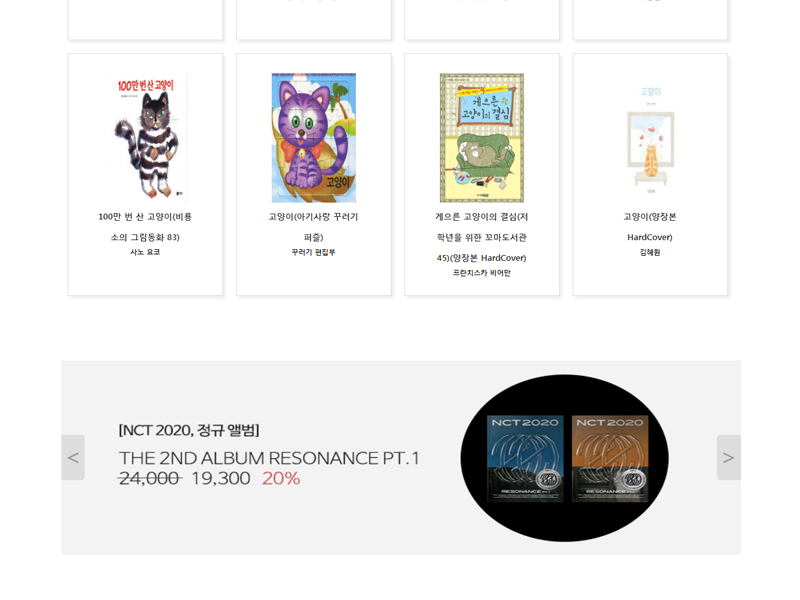 100만 번 산 고양이
고양이
게으른
고양이의 결심
고양이
100만 번 산 고양이(비룡
소의 그림동화 83)
사노 요코
고양이(아기사랑 꾸러기
퍼즐)
꾸러기 편집부
게으른 고양이의 결심(저
학년을 위한 꼬마도서관
45)(양장본 HardCover)
프란치스카 비어만
고양이(양장본
HardCover)
김혜원
[NCT 2020, 정규 앨범]
THE 2ND ALBUM RESONANCE PT.1
24,000 19,300 20%
NCT 2020 NCT 2020
RESONANCE PT.1 RESONANCE PT.1
< >